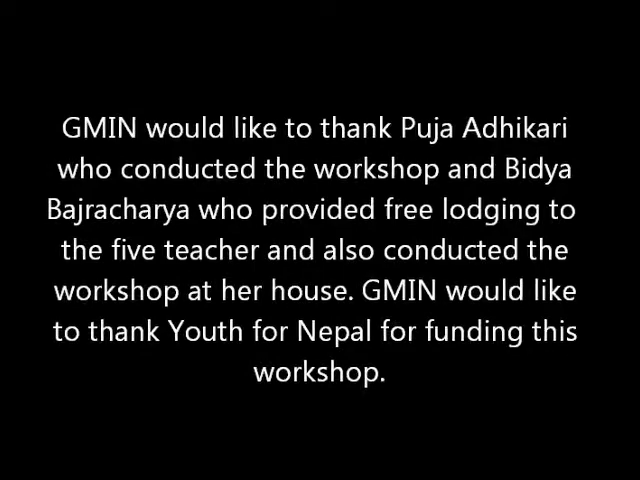 GMIN would like to thank Puja Adhikari
who conducted the workshop and Bidya
Bajracharya who provided free lodging to
the five teacher and also conducted the
workshop at her house. GMIN would like
to thank Youth for Nepal for funding this
workshop.